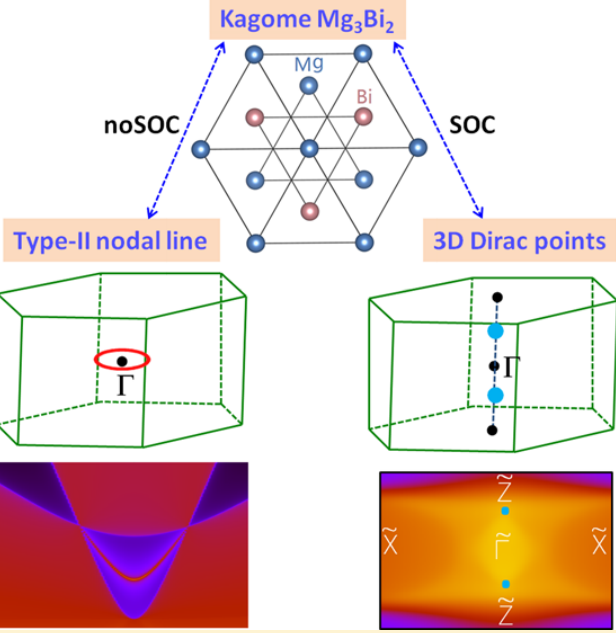 Kagome Mg₃Bi₂
Mg
Bi
noSOC
SOC
Type-II nodal line
3D Dirac points
Γ
Γ
Z̃
X̃
Γ̃
X̃
Z̃